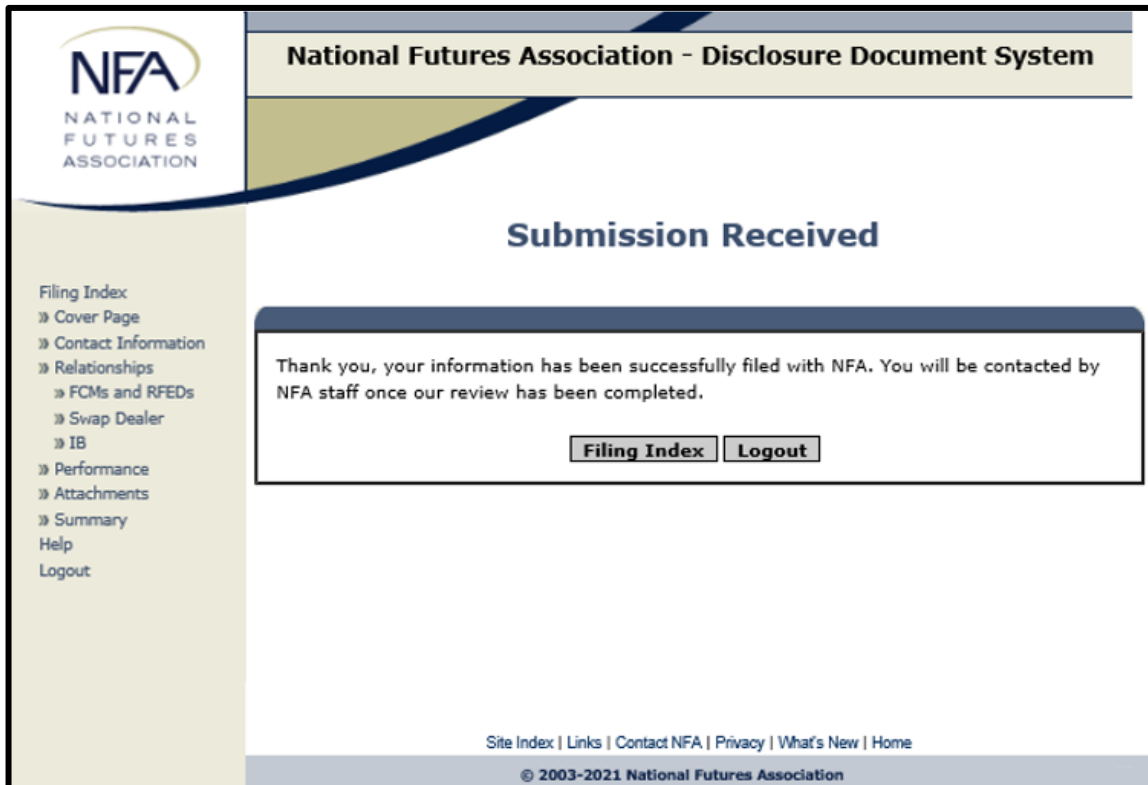 NFA
NATIONAL
FUTURES
ASSOCIATION
National Futures Association - Disclosure Document System
Submission Received
Filing Index
» Cover Page
» Contact Information
» Relationships
» FCMs and RFEDs
» Swap Dealer
» IB
» Performance
» Attachments
» Summary
Help
Logout
Thank you, your information has been successfully filed with NFA. You will be contacted by
NFA staff once our review has been completed.
Filing Index Logout
Site Index | Links | Contact NFA | Privacy | What's New | Home
© 2003-2021 National Futures Association